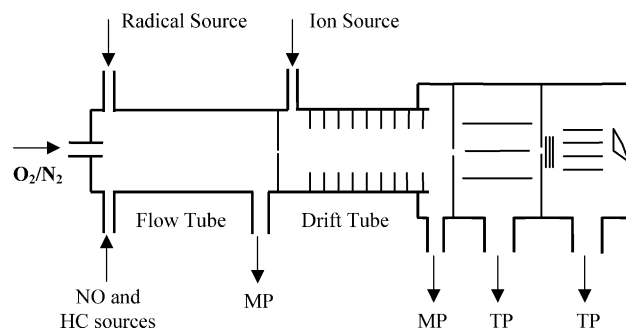 Radical Source
Ion Source
O₂/N₂
Flow Tube
Drift Tube
NO and
HC sources
MP
MP
TP
TP